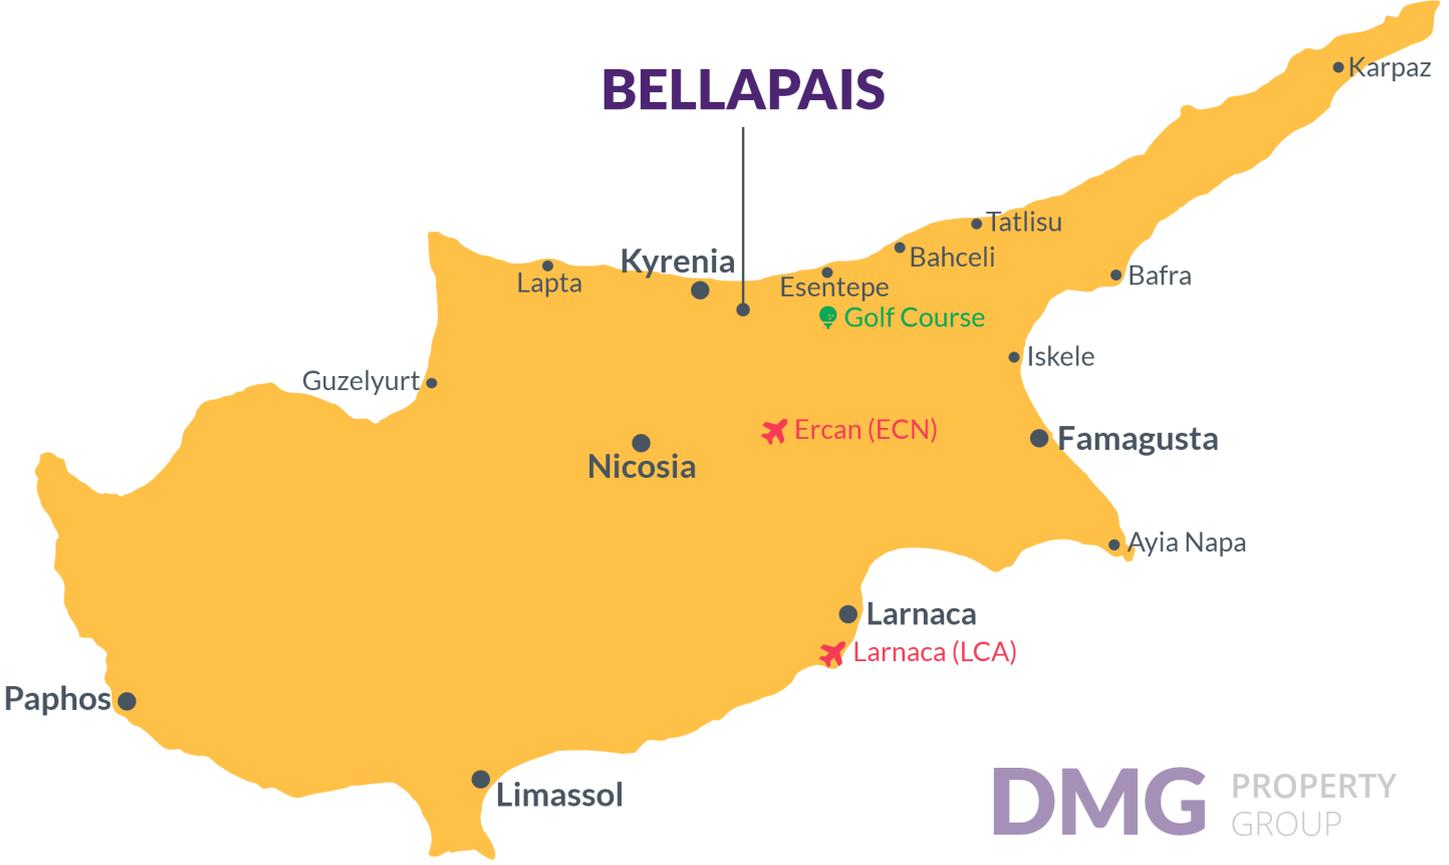 BELLAPAIS
Karpaz
Tatlisu
Kyrenia
Bahceli
Lapta
Esentepe
Bafra
Golf Course
Iskele
Guzelyurt
Ercan (ECN)
Famagusta
Nicosia
Ayia Napa
Larnaca
Larnaca (LCA)
Paphos
Limassol
DMG PROPERTY
GROUP